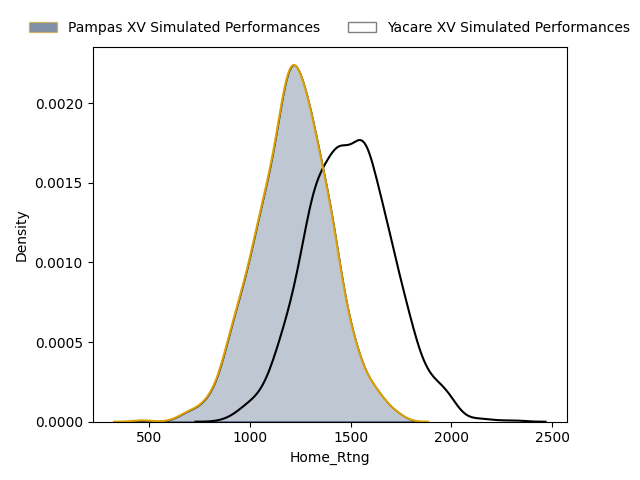 Pampas XV Simulated Performances
Yacare XV Simulated Performances
Density
0.0020
0.0015
0.0010
0.0005
0.0000
500
1000
1500
2000
2500
Home_Rtng